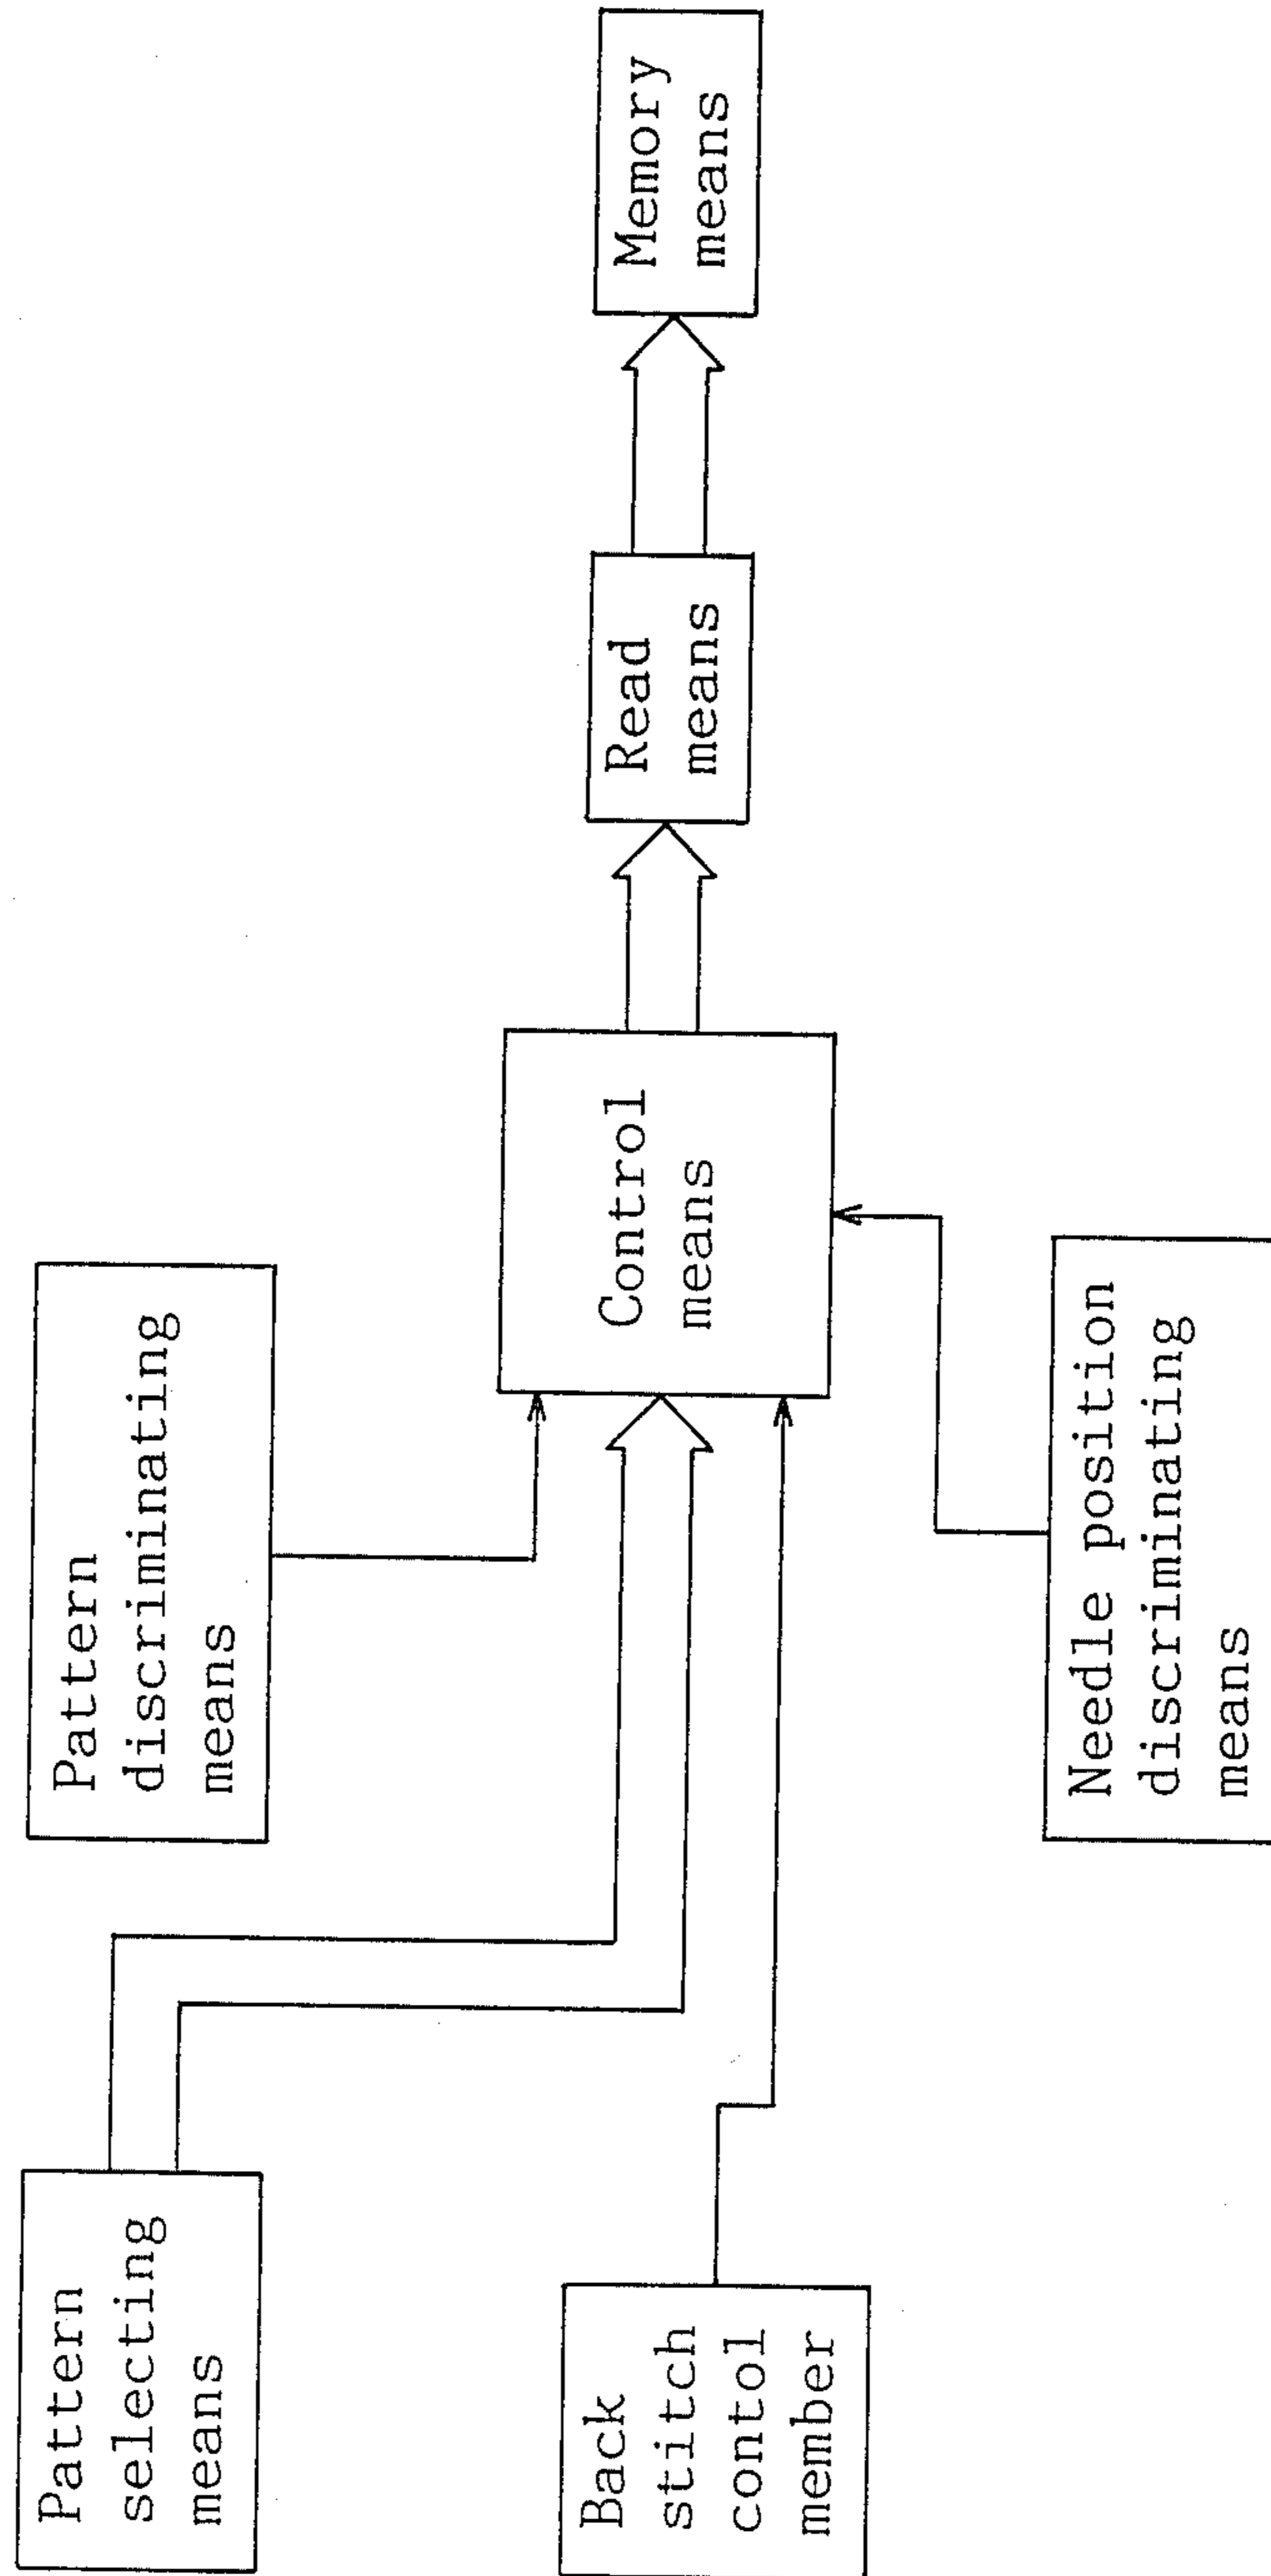 Pattern
selecting
means
Back
stitch
contol
member
Pattern
discriminating
means
Needle position
discriminating
means
Control
means
Read
means
Memory
means